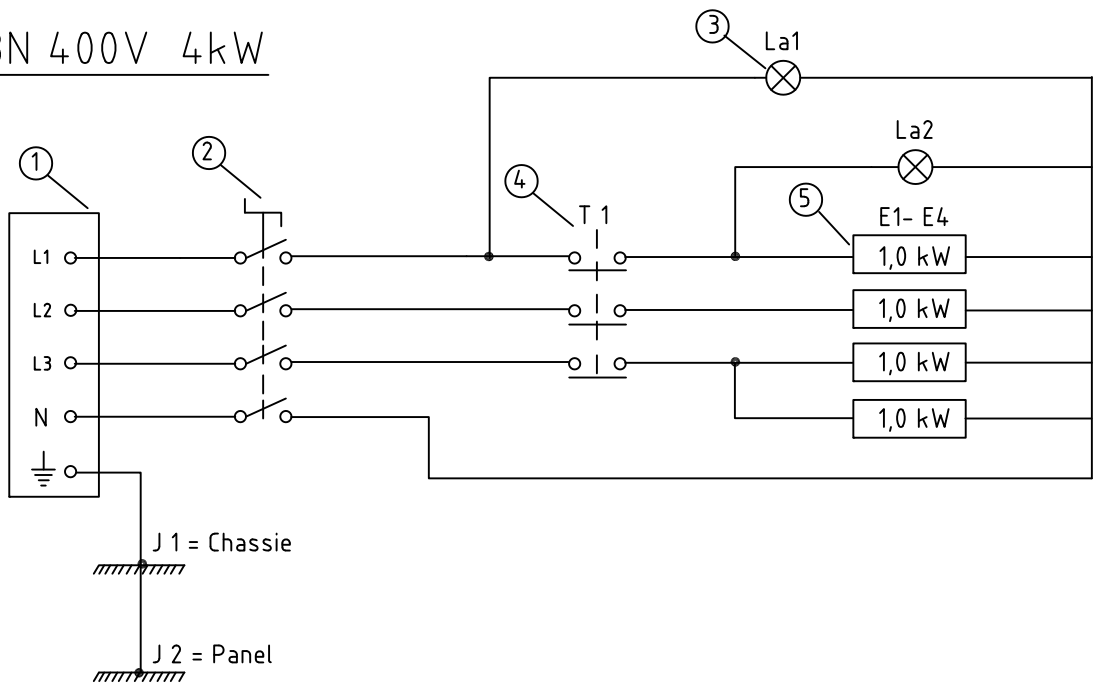 3N 400V 4kW
3
La1
La2
1
2
4
T 1
5
E1- E4
L1
1,0 kW
L2
1,0 kW
L3
1,0 kW
N
1,0 kW
J 1 = Chassie
J 2 = Panel